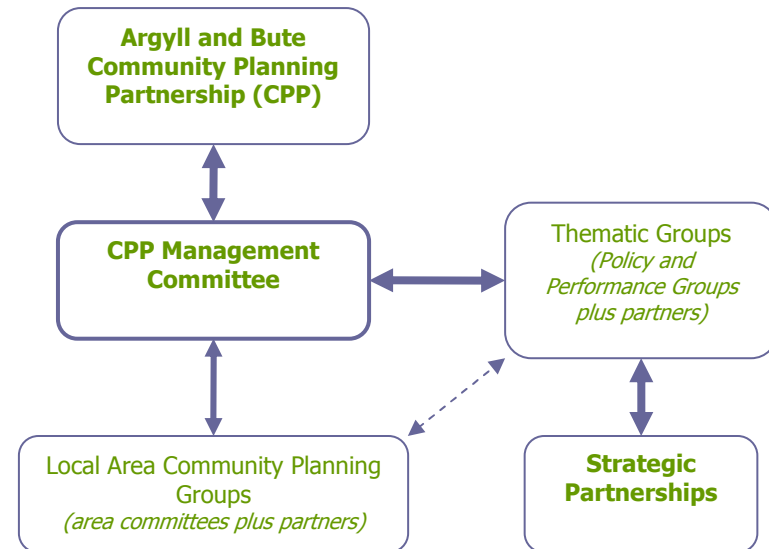 Argyll and Bute
Community Planning
Partnership (CPP)
CPP Management
Committee
Thematic Groups
(Policy and
Performance Groups
plus partners)
Local Area Community Planning
Groups
(area committees plus partners)
Strategic
Partnerships